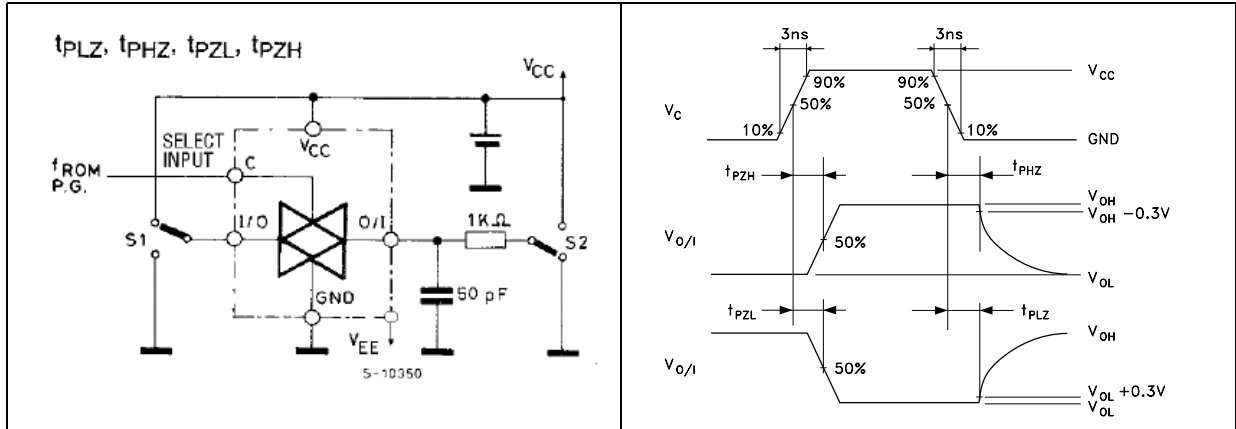 tPLZ, tPHZ, tPZL, tPZH
VCC
SELECT
INPUT
VCC
C
fROM
P.G.
I/O
O/I
1KΩ
S1
S2
GND
50 pF
VEE
S-10350
3ns
3ns
VCC
90%
90%
VC
50%
50%
10%
10%
GND
tPZH
tPHZ
VOH
VOH -0.3V
VO/I
50%
VOL
tPZL
tPLZ
VOH
VO/I
50%
VOL +0.3V
VOL